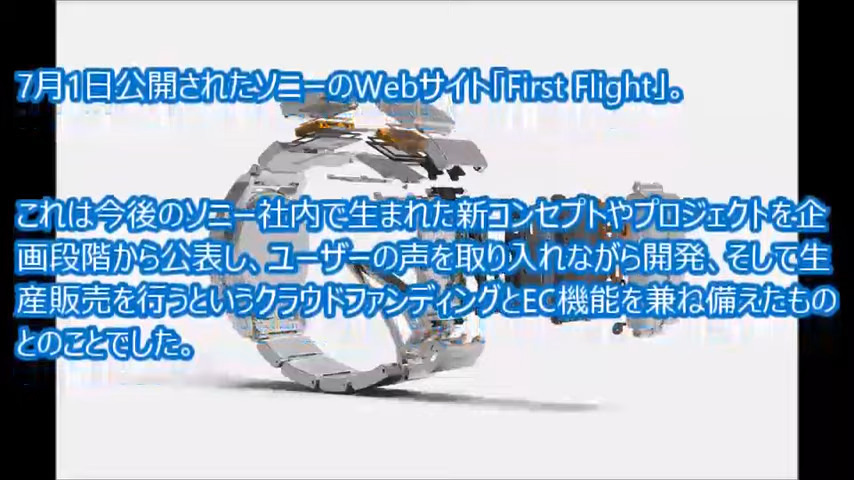 7月1日公開されたソニーのWebサイト「First Flight」。
これは今後のソニー社内で生まれた新コンセプトやプロジェクトを企
画段階から公表し、ユーザーの声を取り入れながら開発、そして生
産販売を行うというクラウドファンディングとEC機能を兼ね備えたもの
とのことでした。